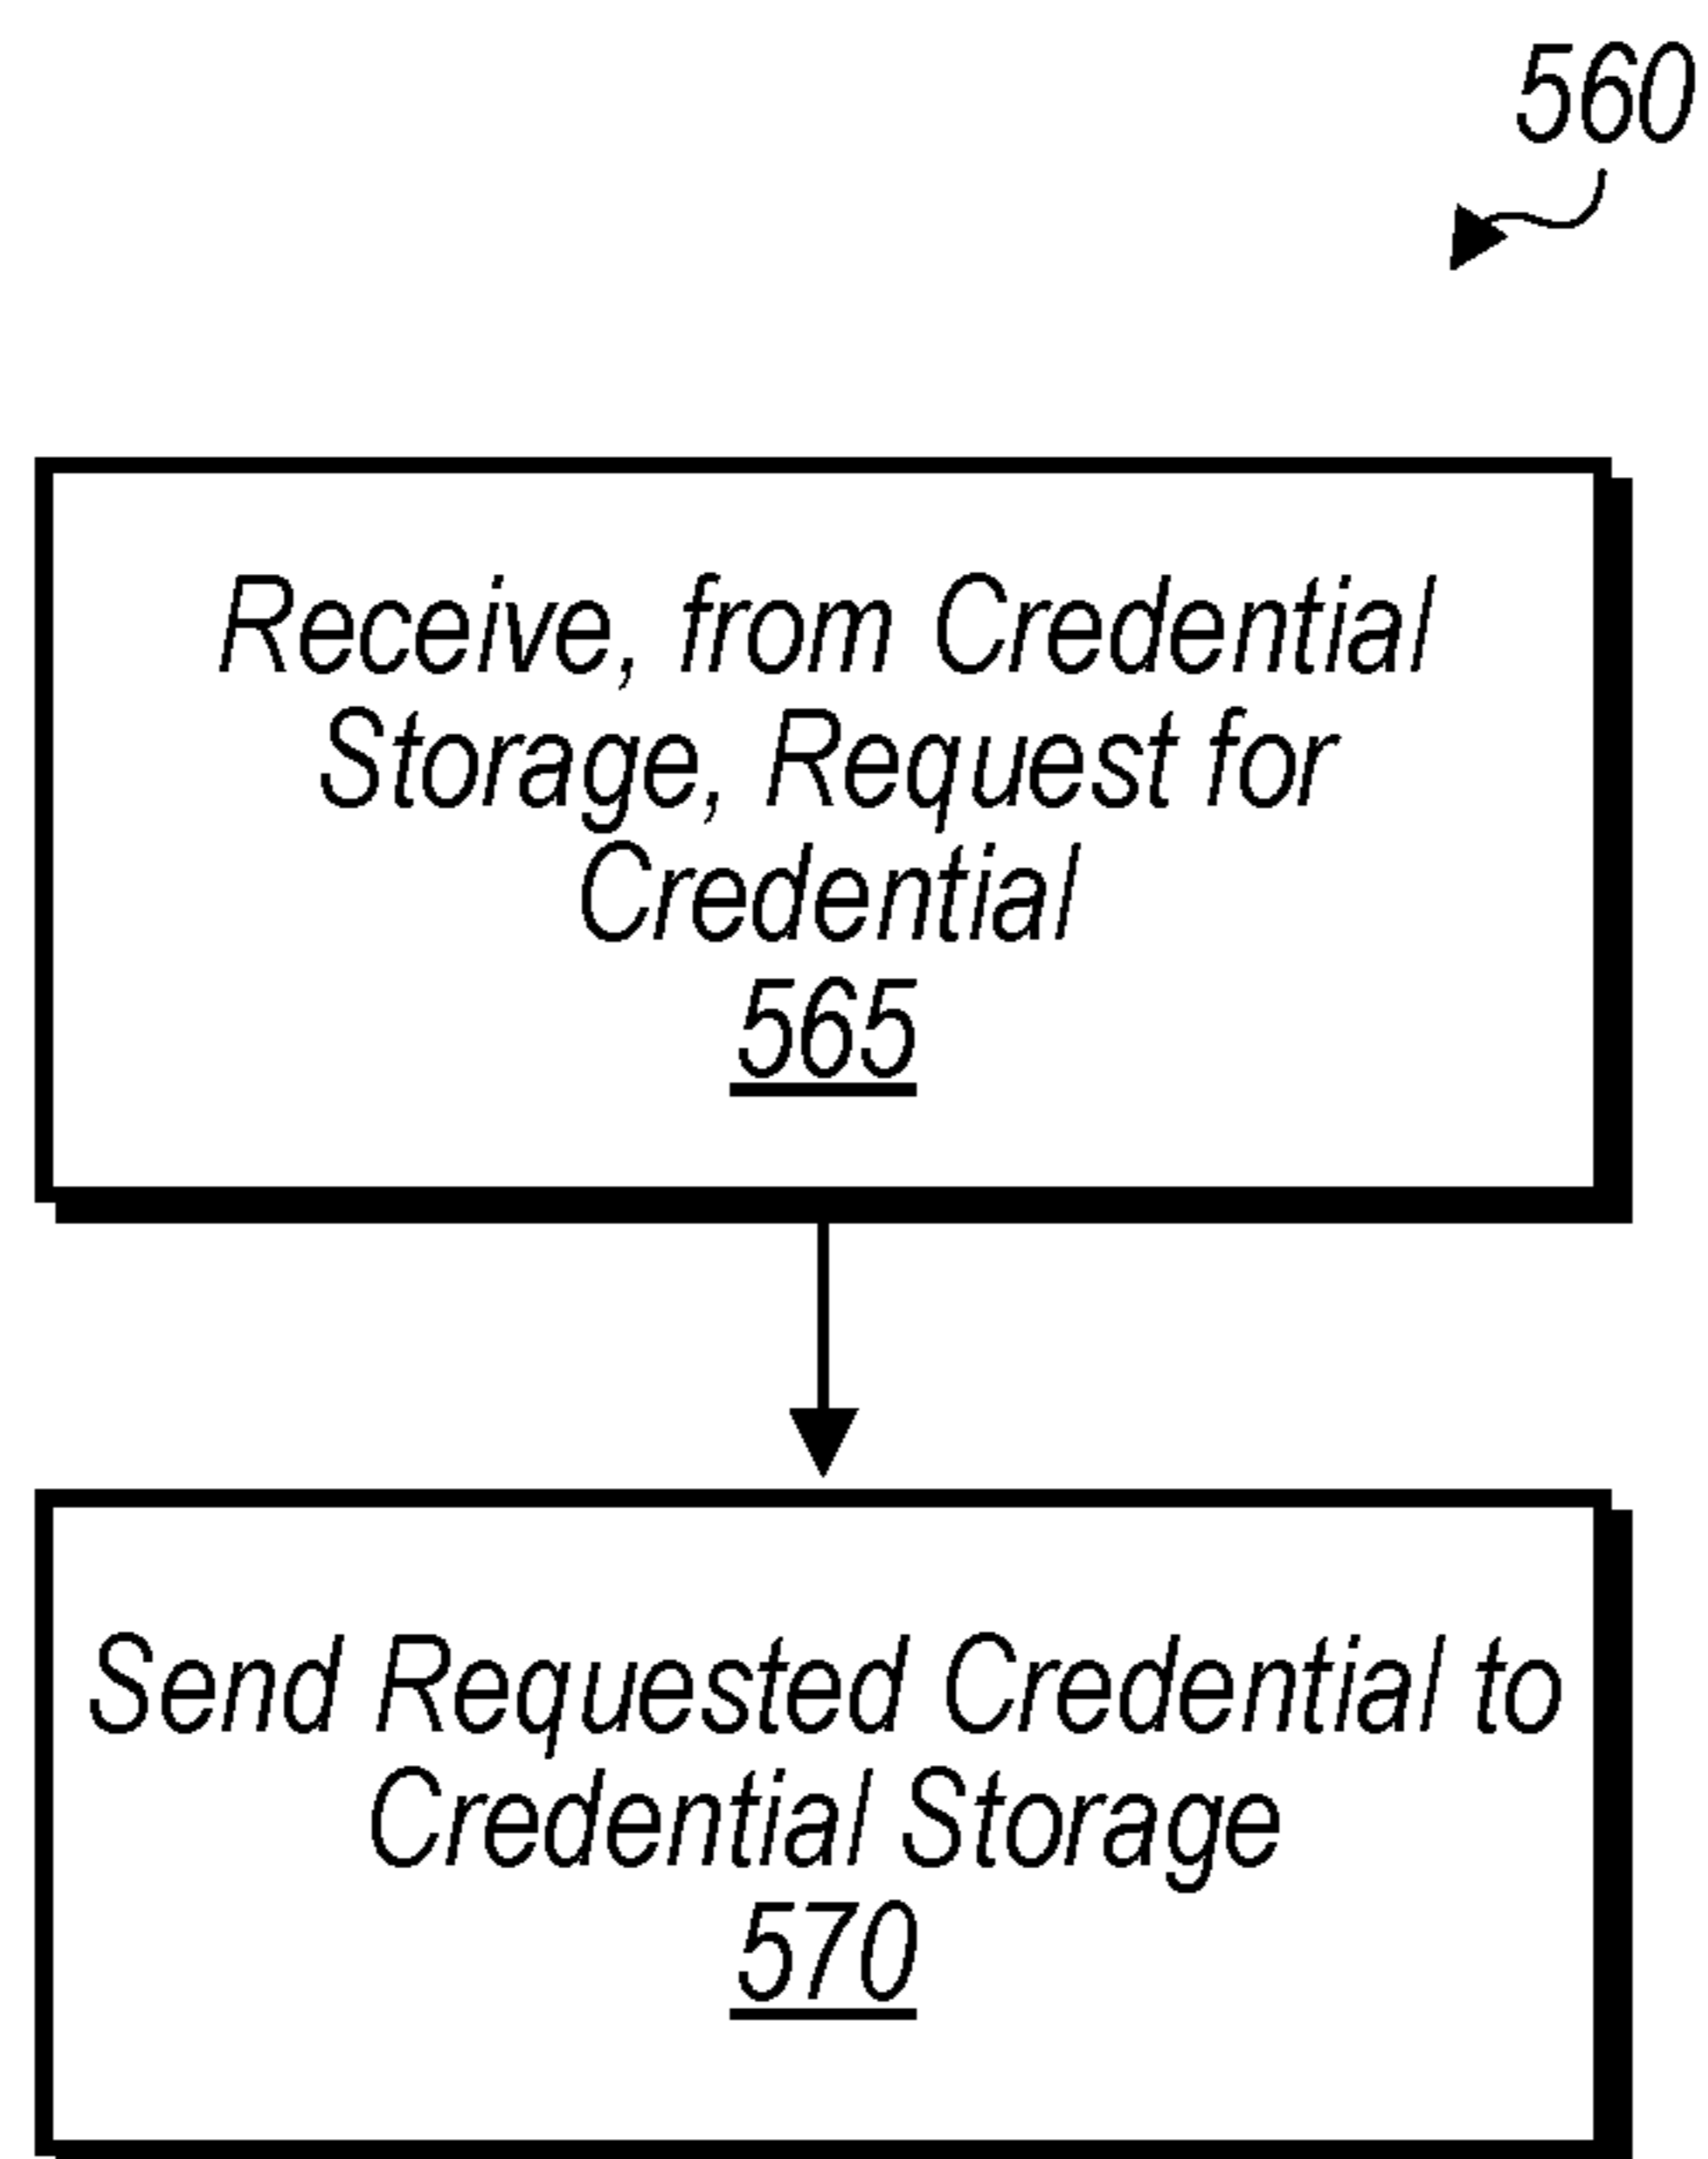 560
Receive, from Credential
Storage, Request for
Credential
565
Send Requested Credential to
Credential Storage
570